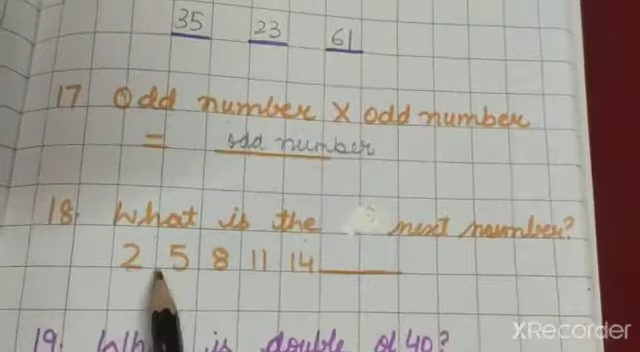 35 23 61
17 Odd number X odd number
= odd number
18. What is the next number?
2 5 8 11 14
19. is double of 40?
XRecorder